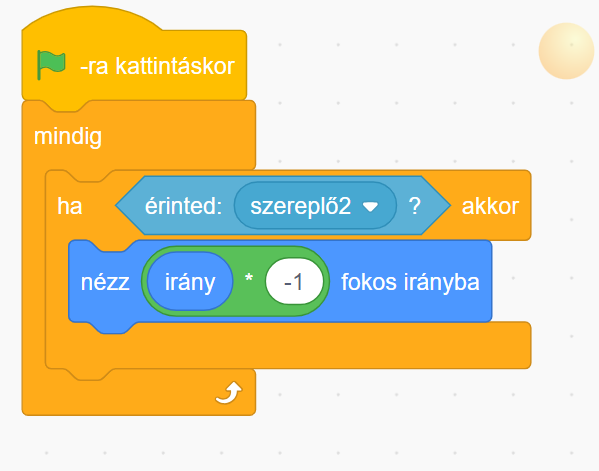 -ra kattintáskor
mindig
ha érinted: szereplő2 ? akkor
nézz irány * -1 fokos irányba